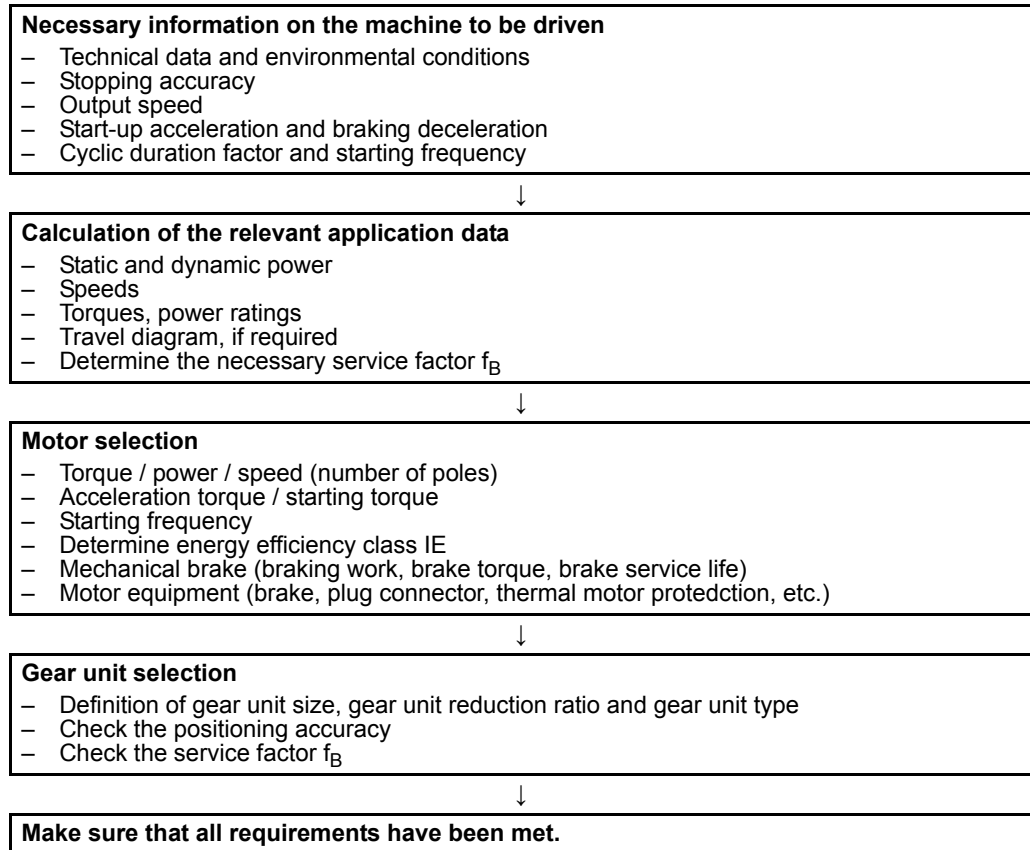 Necessary information on the machine to be driven
– Technical data and environmental conditions
– Stopping accuracy
– Output speed
– Start-up acceleration and braking deceleration
– Cyclic duration factor and starting frequency
↓
Calculation of the relevant application data
– Static and dynamic power
– Speeds
– Torques, power ratings
– Travel diagram, if required
– Determine the necessary service factor fB
↓
Motor selection
– Torque / power / speed (number of poles)
– Acceleration torque / starting torque
– Starting frequency
– Determine energy efficiency class IE
– Mechanical brake (braking work, brake torque, brake service life)
– Motor equipment (brake, plug connector, thermal motor protedction, etc.)
↓
Gear unit selection
– Definition of gear unit size, gear unit reduction ratio and gear unit type
– Check the positioning accuracy
– Check the service factor fB
↓
Make sure that all requirements have been met.